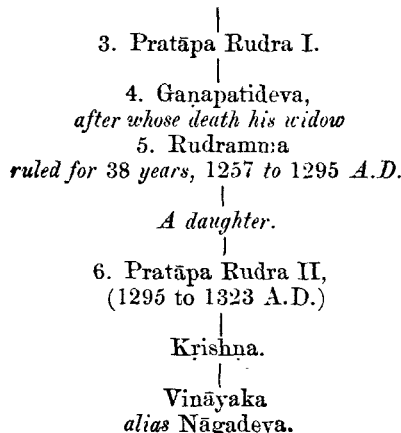 3. Pratāpa Rudra I.
4. Gaṇapatideva,
after whose death his widow
5. Rudramma
ruled for 38 years, 1257 to 1295 A.D.
A daughter.
6. Pratāpa Rudra II,
(1295 to 1323 A.D.)
Kṛishṇa.
Vināyaka
alias Nāgadeva.